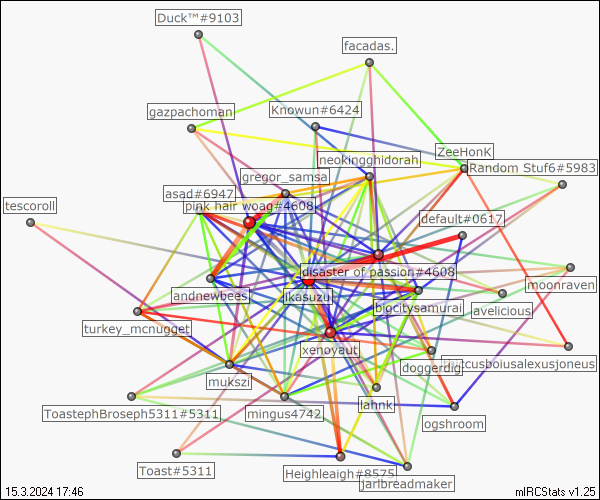 Duck™#9103
facadas.
gazpachoman
Knowun#6424
ZeeHonK
neokingghidorah
Random Stuf6#5983
gregor_samsa
asad#6947
pink hair woag#4608
tescoroll
default#0617
disaster of passion#4608
moonraven
andnewbees
ikasuzu
bigcitysamurai
avelicious
turkey_mcnugget
xenoyaut
doggerdig
mukszi
lahnk
ToastephBroseph5311#5311
mingus4742
ogshroom
Toast#5311
Heighleaigh#8575
jarlbreadmaker
15.3.2024 17:46
mIRCStats v1.25